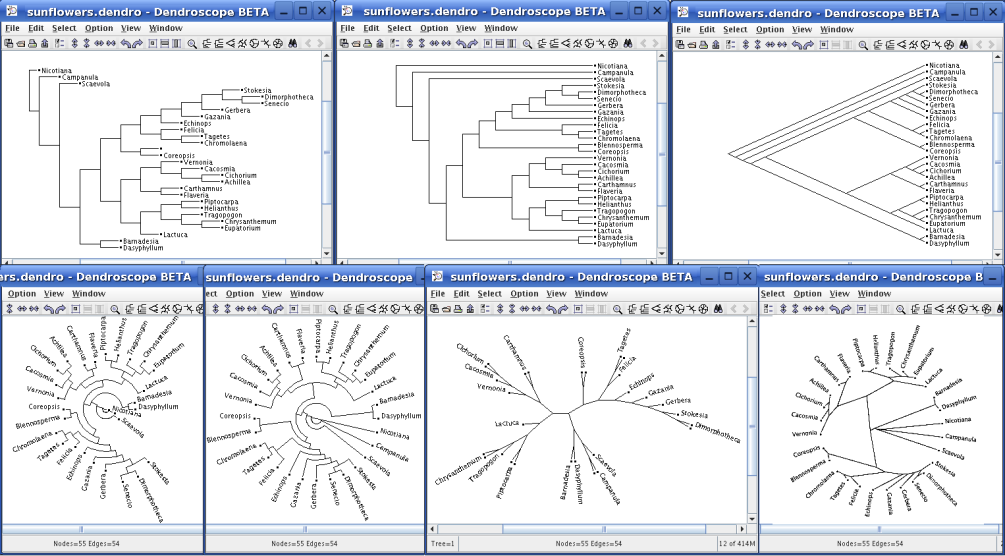 sunflowers.dendro - Dendroscope BETA
File Edit Select Option View Window
Nicotiana
Campanula
Scaevola
Stokesia
Dimorphotheca
Senecio
Gerbera
Gazania
Echinops
Felicia
Tagetes
Chromolaena
Coreopsis
Vernonia
Cacosmia
Cichorium
Achillea
Carthamnus
Flaveria
Piptocarpa
Helianthus
Tragopogon
Chrysanthemum
Eupatorium
Lactuca
Barnadesia
Dasyphyllum
sunflowers.dendro - Dendroscope BETA
File Edit Select Option View Window
Nicotiana
Campanula
Scaevola
Stokesia
Dimorphotheca
Senecio
Gerbera
Gazania
Echinops
Felicia
Tagetes
Chromolaena
Blennosperma
Coreopsis
Vernonia
Cacosmia
Cichorium
Achillea
Carthamnus
Flaveria
Piptocarpa
Helianthus
Tragopogon
Chrysanthemum
Eupatorium
Lactuca
Barnadesia
Dasyphyllum
sunflowers.dendro - Dendroscope BETA
File Edit Select Option View Window
Nicotiana
Campanula
Scaevola
Stokesia
Dimorphotheca
Senecio
Gerbera
Gazania
Echinops
Felicia
Tagetes
Chromolaena
Blennosperma
Coreopsis
Vernonia
Cacosmia
Cichorium
Achillea
Carthamnus
Flaveria
Piptocarpa
Helianthus
Tragopogon
Chrysanthemum
Eupatorium
Lactuca
Barnadesia
Dasyphyllum
ers.dendro - Dendroscope BETA
Option View Window
Piptocarpa
Helianthus
Tragopogon
Chrysanthemum
Eupatorium
Lactuca
Barnadesia
Dasyphyllum
Nicotiana
Scaevola
Stokesia
Dimorphotheca
Senecio
Gerbera
Gazania
Echinops
Felicia
Tagetes
Chromolaena
Blennosperma
Coreopsis
Vernonia
Cacosmia
Cichorium
Achillea
Carthamnus
Flaveria
Nodes=55 Edges=54
sunflowers.dendro - Dendroscope
ect Option View Window
Piptocarpa
Helianthus
Tragopogon
Chrysanthemum
Eupatorium
Lactuca
Barnadesia
Dasyphyllum
Nicotiana
Campanula
Scaevola
Stokesia
Dimorphotheca
Senecio
Gerbera
Gazania
Echinops
Felicia
Tagetes
Chromolaena
Blennosperma
Coreopsis
Vernonia
Cacosmia
Cichorium
Achillea
Carthamnus
Flaveria
Nodes=55 Edges=54
sunflowers.dendro - Dendroscope BETA
File Edit Select Option View Window
Cichorium
Cacosmia
Vernonia
Carthamnus
Coreopsis
Tagetes
Felicia
Echinops
Gazania
Gerbera
Stokesia
Dimorphotheca
Lactuca
Chrysanthemum
Tragopogon
Piptocarpa
Barnadesia
Dasyphyllum
Scaevola
Campanula
Tree=1 Nodes=55 Edges=54 12 of 414M
sunflowers.dendro - Dendroscope B
Select Option View Window
Piptocarpa
Helianthus
Tragopogon
Chrysanthemum
Eupatorium
Lactuca
Barnadesia
Dasyphyllum
Nicotiana
Campanula
Scaevola
Stokesia
Dimorphotheca
Senecio
Gerbera
Gazania
Echinops
Felicia
Tagetes
Chromolaena
Blennosperma
Coreopsis
Vernonia
Cacosmia
Cichorium
Achillea
Carthamnus
Flaveria
Nodes=55 Edges=54